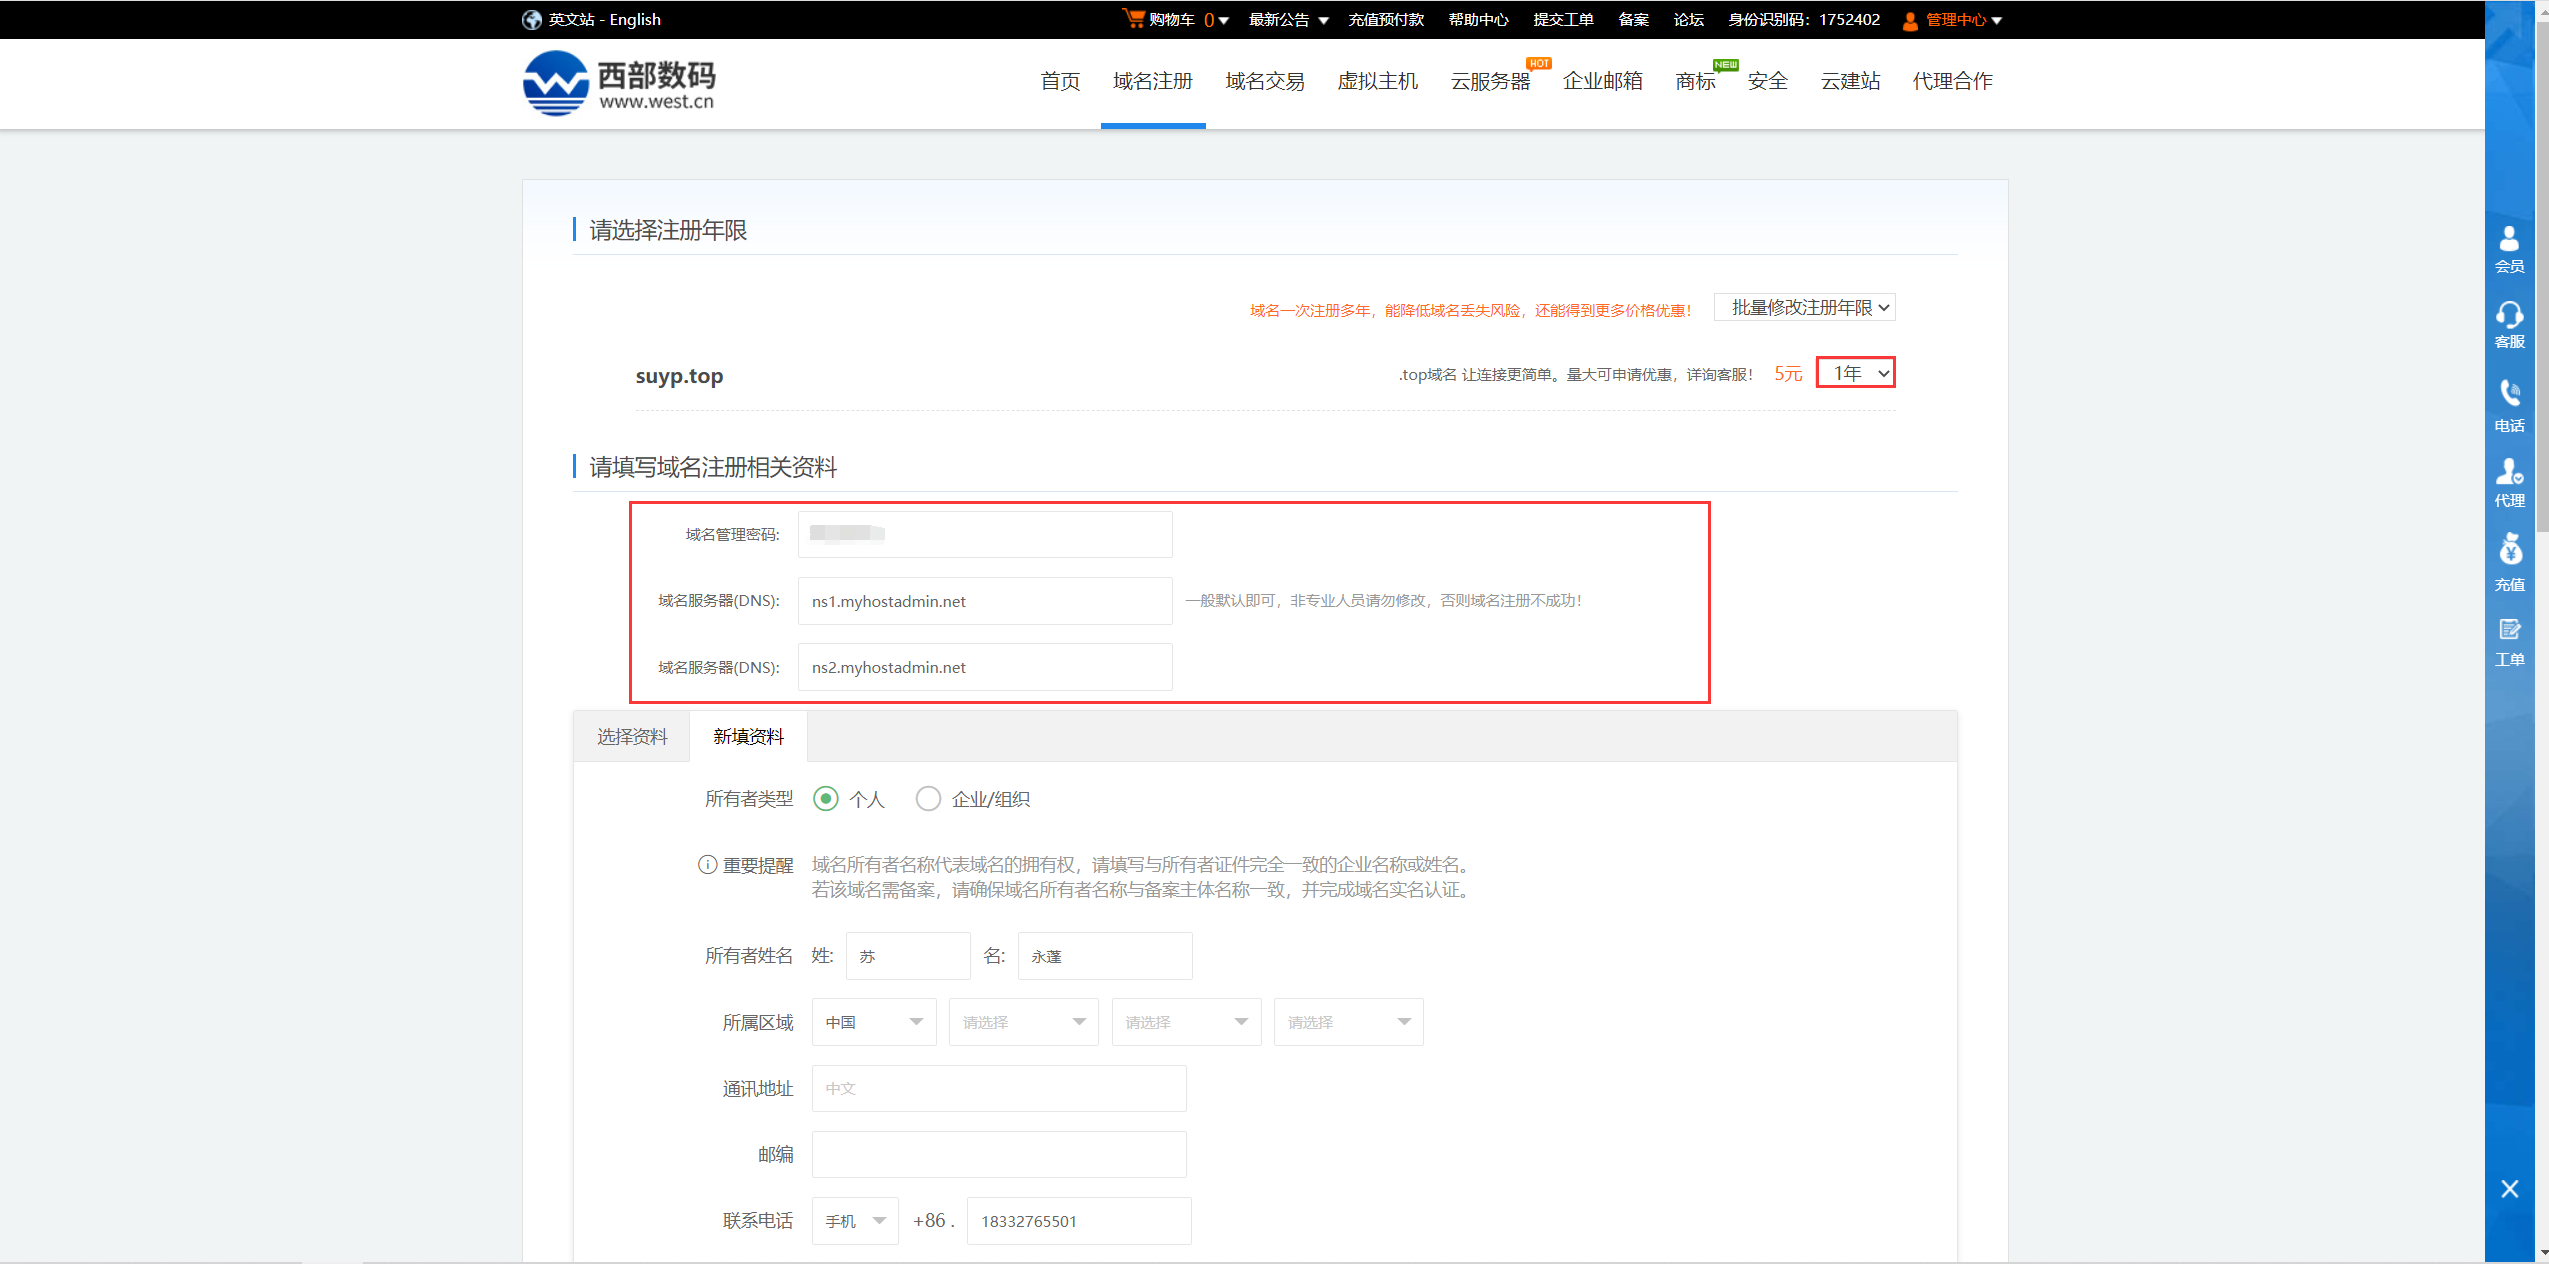 英文站 - English
购物车 0
最新公告
充值预付款
帮助中心
提交工单
备案
论坛
身份识别码：1752402
管理中心
西部数码
www.west.cn
首页
域名注册
域名交易
虚拟主机
云服务器
HOT
企业邮箱
商标
NEW
安全
云建站
代理合作
请选择注册年限
域名一次注册多年，能降低域名丢失风险，还能得到更多价格优惠！
批量修改注册年限
suyp.top
.top域名 让连接更简单。量大可申请优惠，详询客服！
5元
1年
请填写域名注册相关资料
域名管理密码:
域名服务器(DNS):
ns1.myhostadmin.net
一般默认即可，非专业人员请勿修改，否则域名注册不成功！
域名服务器(DNS):
ns2.myhostadmin.net
选择资料
新填资料
所有者类型
个人
企业/组织
重要提醒
域名所有者名称代表域名的拥有权，请填写与所有者证件完全一致的企业名称或姓名。
若该域名需备案，请确保域名所有者名称与备案主体名称一致，并完成域名实名认证。
所有者姓名
姓:
苏
名:
永蓬
所属区域
中国
请选择
请选择
请选择
通讯地址
中文
邮编
联系电话
手机
+86 .
18332765501
会员
客服
电话
代理
充值
工单